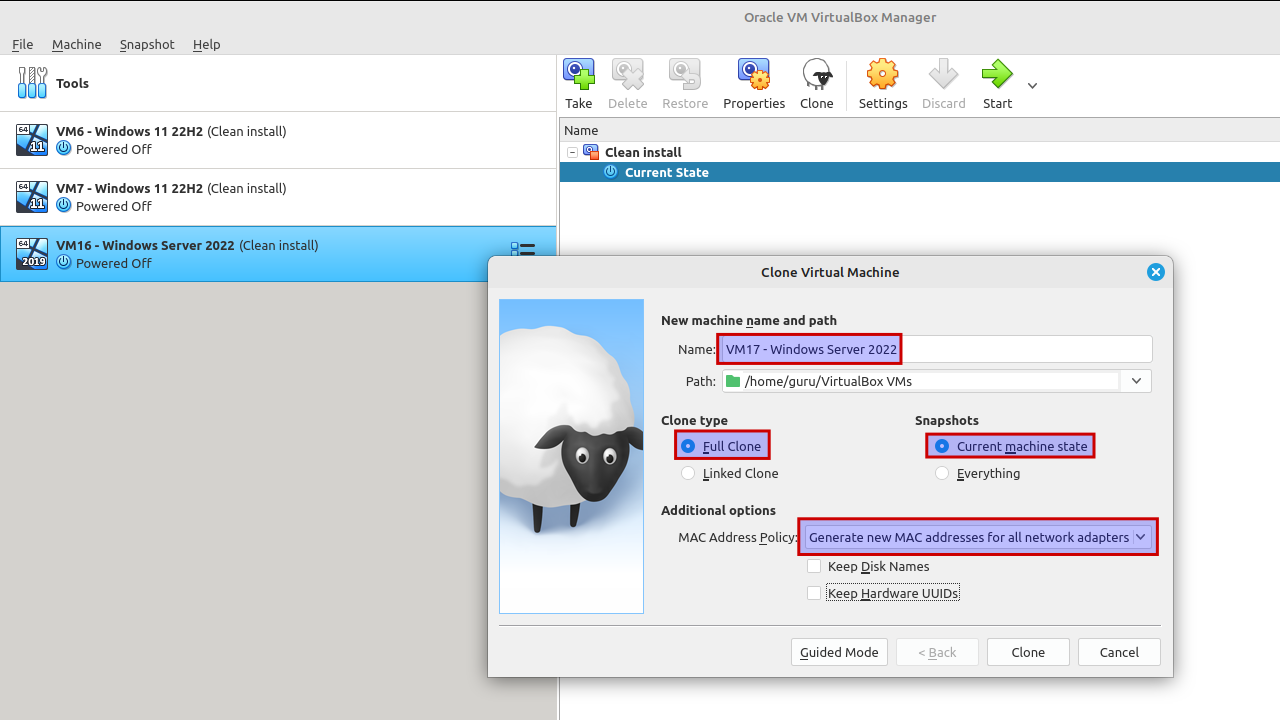 Oracle VM VirtualBox Manager
File Machine Snapshot Help
Tools
Take Delete Restore Properties Clone Settings Discard Start
Name
Clean install
Current State
64 11 VM6 - Windows 11 22H2 (Clean install)
Powered Off
64 11 VM7 - Windows 11 22H2 (Clean install)
Powered Off
64 2019 VM16 - Windows Server 2022 (Clean install)
Powered Off
Clone Virtual Machine
New machine name and path
Name: VM17 - Windows Server 2022
Path: /home/guru/VirtualBox VMs
Clone type Snapshots
Full Clone Current machine state
Linked Clone Everything
Additional options
MAC Address Policy: Generate new MAC addresses for all network adapters
Keep Disk Names
Keep Hardware UUIDs
Guided Mode < Back Clone Cancel